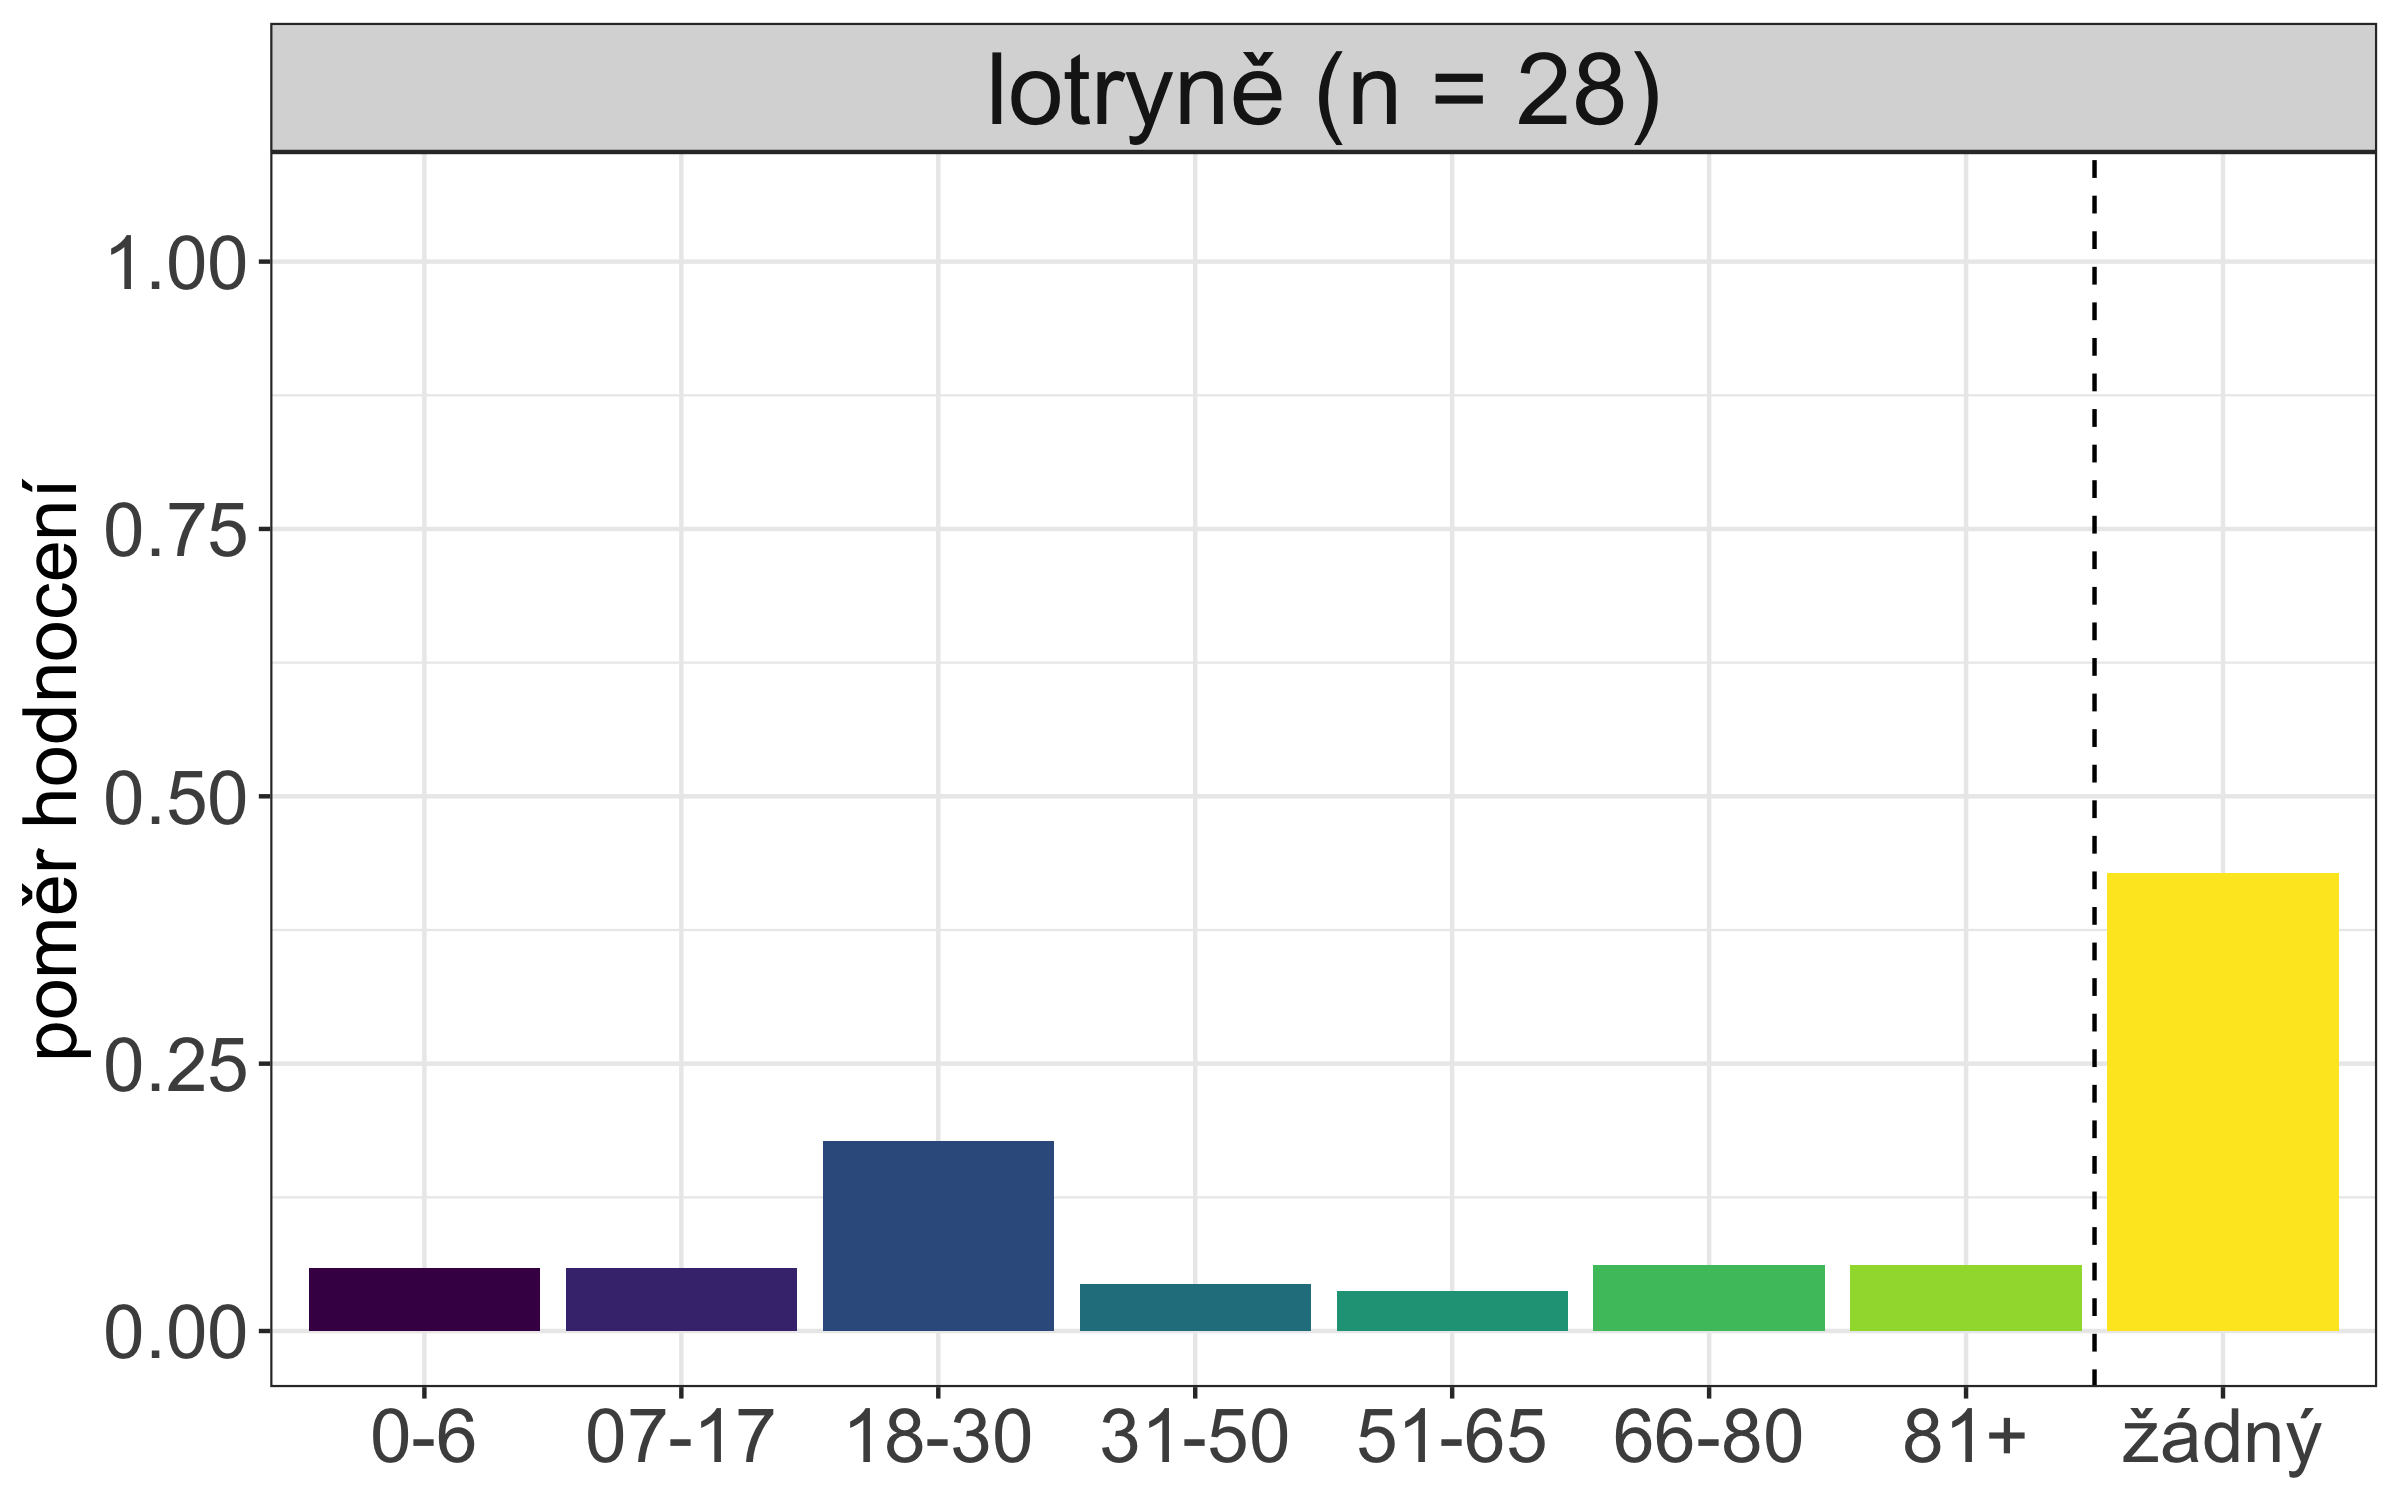 lotryně (n = 28)
poměr hodnocení
1.00
0.75
0.50
0.25
0.00
0-6 07-17 18-30 31-50 51-65 66-80 81+ žádný